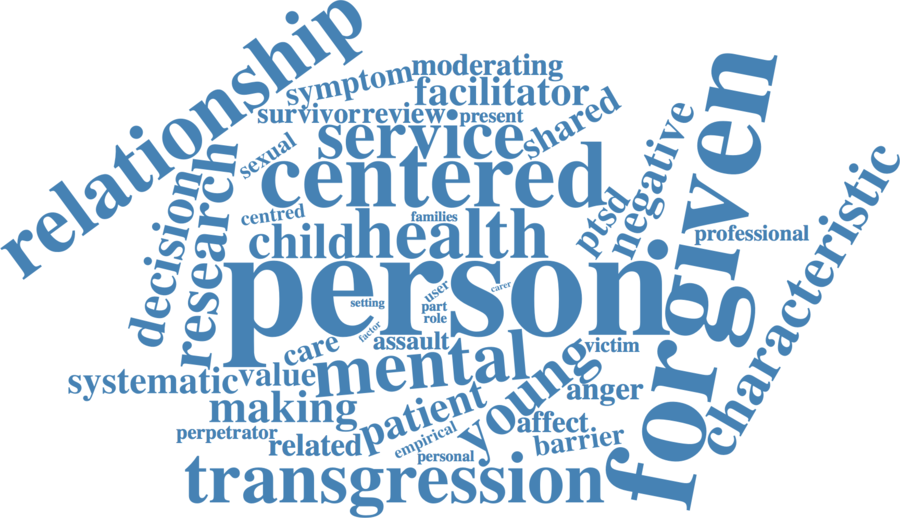 relationship
symptom
moderating
facilitator
survivor
review
present
shared
service
sexual
centered
decision
research
negative
ptsd
forgiven
characteristic
centred
families
child
health
professional
person
setting
user
carer
part
role
factor
assault
care
victim
mental
systematic
value
young
anger
making
patient
affect
perpetrator
related
empirical
barrier
personal
transgression